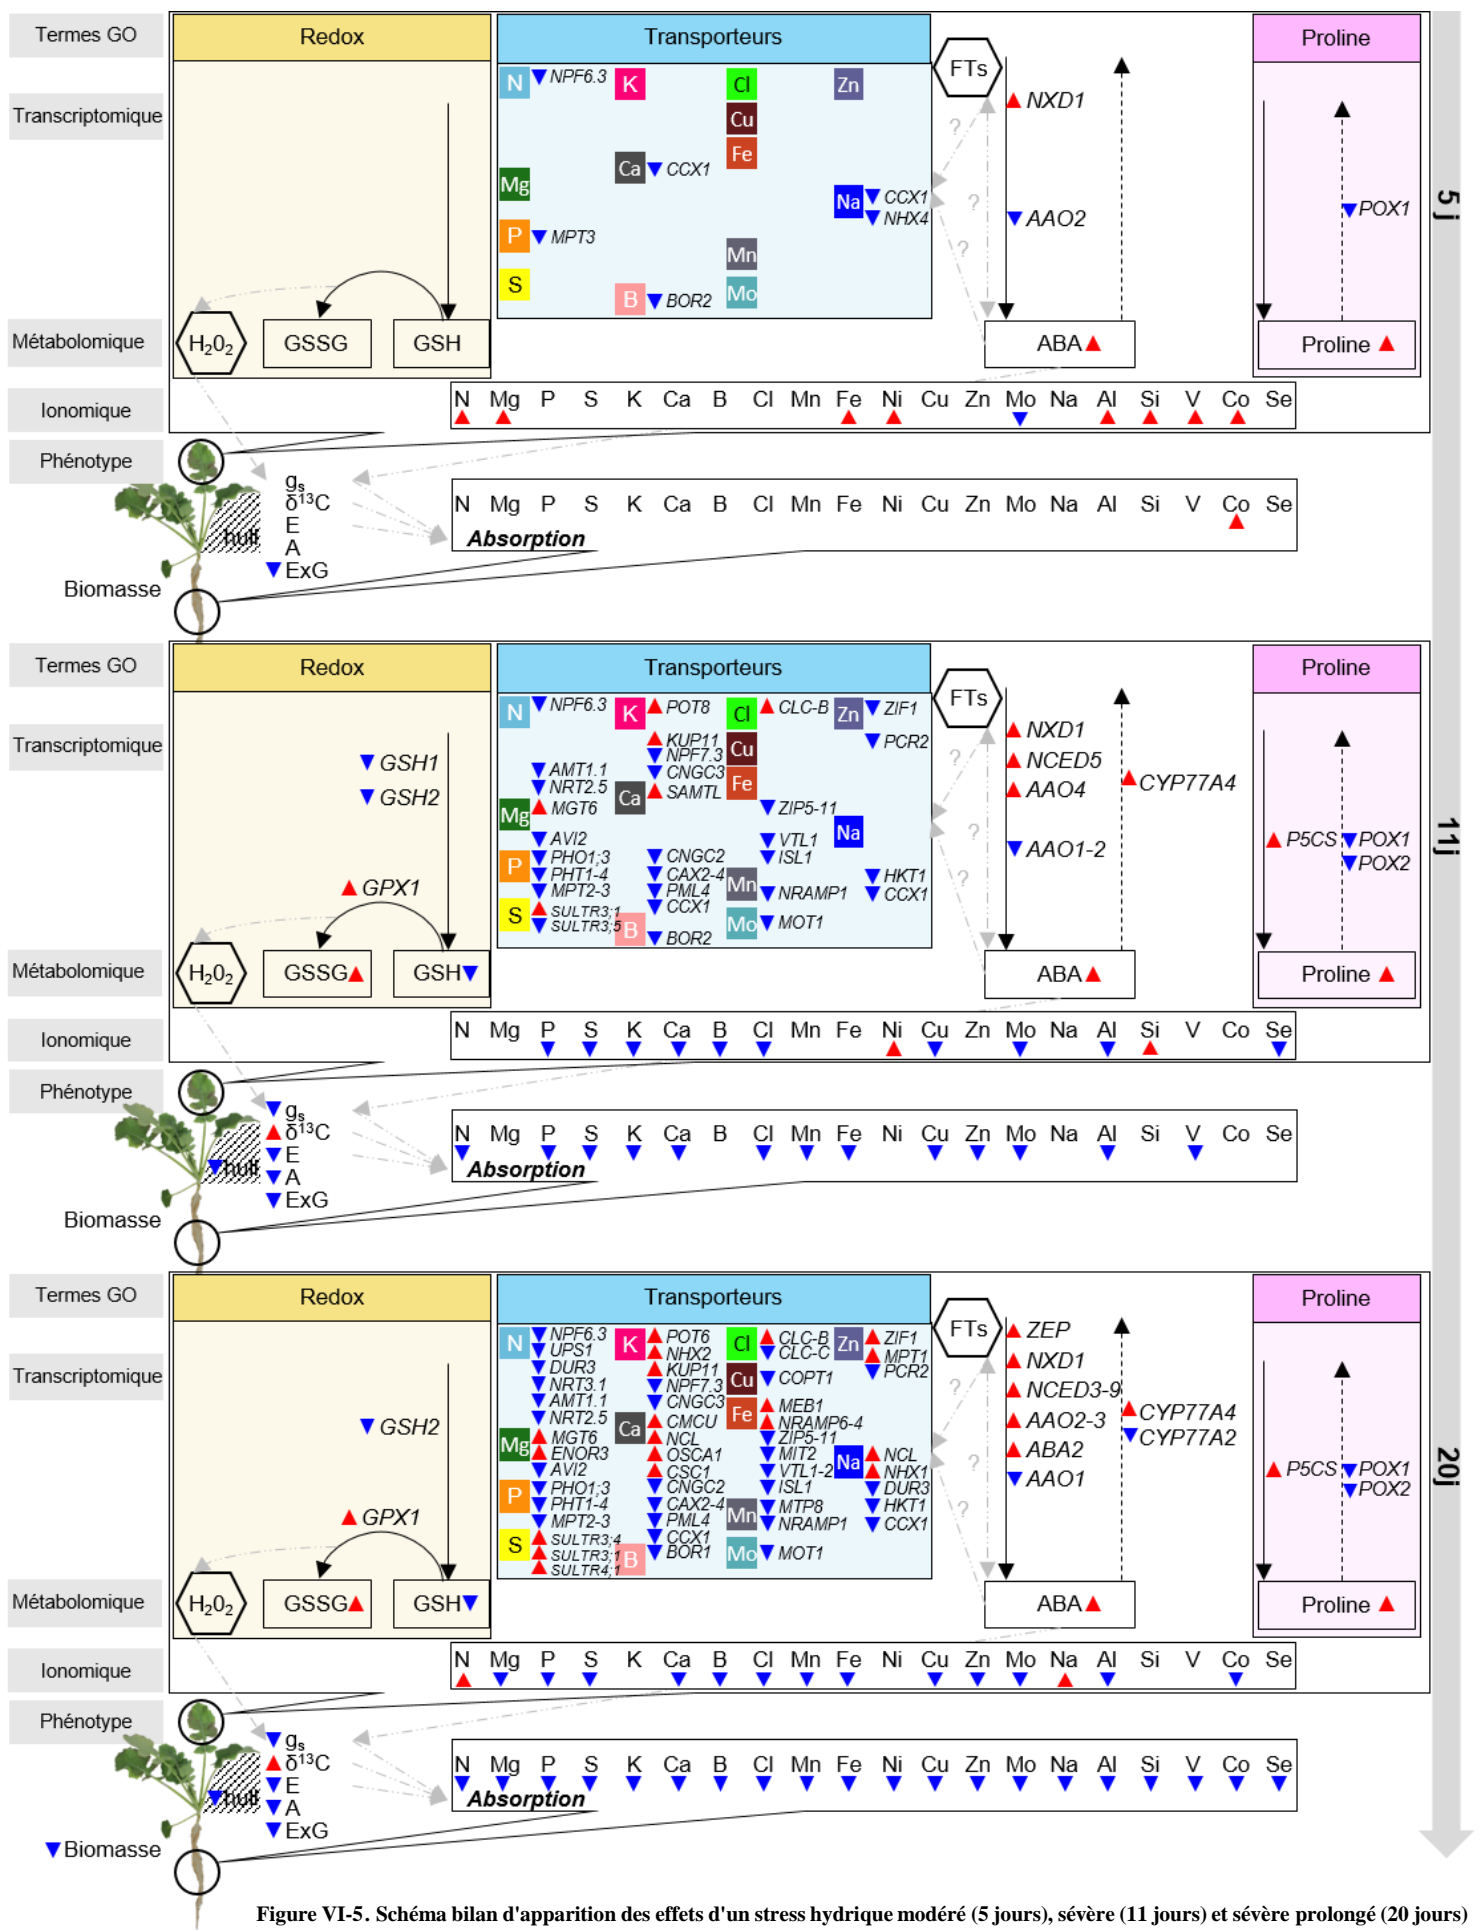 Termes GO
Redox
Transporteurs
FTs
Proline
Transcriptomique
N NPF6.3
K
Cl
Zn
Cu
Fe
NXD1
Mg
Ca CCX1
Na CCX1
NHX4
AAO2
POX1
P MPT3
Mn
S
B BOR2
Mo
? ? ?
5 j
Métabolomique
H₂0₂
GSSG
GSH
ABA
Proline
Ionomique
N Mg P S K Ca B Cl Mn Fe Ni Cu Zn Mo Na Al Si V Co Se
Phénotype
gs
δ13C
E
A
ExG
hull
Biomasse
N Mg P S K Ca B Cl Mn Fe Ni Cu Zn Mo Na Al Si V Co Se
Absorption
Termes GO
Redox
Transporteurs
FTs
Proline
Transcriptomique
GSH1
GSH2
GPX1
N NPF6.3
AMT1.1
NRT2.5
Mg MGT6
AVI2
P PHO1;3
PHT1-4
MPT2-3
S SULTR3;1
SULTR3;5
K POT8
KUP11
NPF7.3
CNGC3
Ca SAMTL
CNGC2
CAX2-4
PML4
CCX1
B BOR2
Cl CLC-B
Cu
Fe
ZIP5-11
VTL1
ISL1
Mn NRAMP1
Mo MOT1
Zn ZIF1
PCR2
Na
HKT1
CCX1
? ? ?
NXD1
NCED5
AAO4
AAO1-2
CYP77A4
P5CS
POX1
POX2
11j
Métabolomique
H₂0₂
GSSG
GSH
ABA
Proline
Ionomique
N Mg P S K Ca B Cl Mn Fe Ni Cu Zn Mo Na Al Si V Co Se
Phénotype
gs
δ13C
E
A
ExG
hull
Biomasse
N Mg P S K Ca B Cl Mn Fe Ni Cu Zn Mo Na Al Si V Co Se
Absorption
Termes GO
Redox
Transporteurs
FTs
Proline
Transcriptomique
GSH2
GPX1
N NPF6.3
UPS1
DUR3
NRT3.1
AMT1.1
NRT2.5
Mg MGT6
ENOR3
AVI2
P PHO1;3
PHT1-4
MPT2-3
S SULTR3;4
SULTR3;1
SULTR4;1
K POT6
NHX2
KUP11
NPF7.3
CNGC3
Ca CMCU
NCL
OSCA1
CSC1
CNGC2
CAX2-4
PML4
CCX1
B BOR1
Cl CLC-B
CLC-C
Cu COPT1
Fe MEB1
NRAMP6-4
ZIP5-11
MIT2
VTL1-2
ISL1
Mn MTP8
NRAMP1
Mo MOT1
Zn ZIF1
MPT1
PCR2
Na NCL
NHX1
DUR3
HKT1
CCX1
? ? ?
ZEP
NXD1
NCED3-9
AAO2-3
ABA2
AAO1
CYP77A4
CYP77A2
P5CS
POX1
POX2
20j
Métabolomique
H₂0₂
GSSG
GSH
ABA
Proline
Ionomique
N Mg P S K Ca B Cl Mn Fe Ni Cu Zn Mo Na Al Si V Co Se
Phénotype
gs
δ13C
E
A
ExG
hull
Biomasse
N Mg P S K Ca B Cl Mn Fe Ni Cu Zn Mo Na Al Si V Co Se
Absorption
Figure VI-5. Schéma bilan d'apparition des effets d'un stress hydrique modéré (5 jours), sévère (11 jours) et sévère prolongé (20 jours)